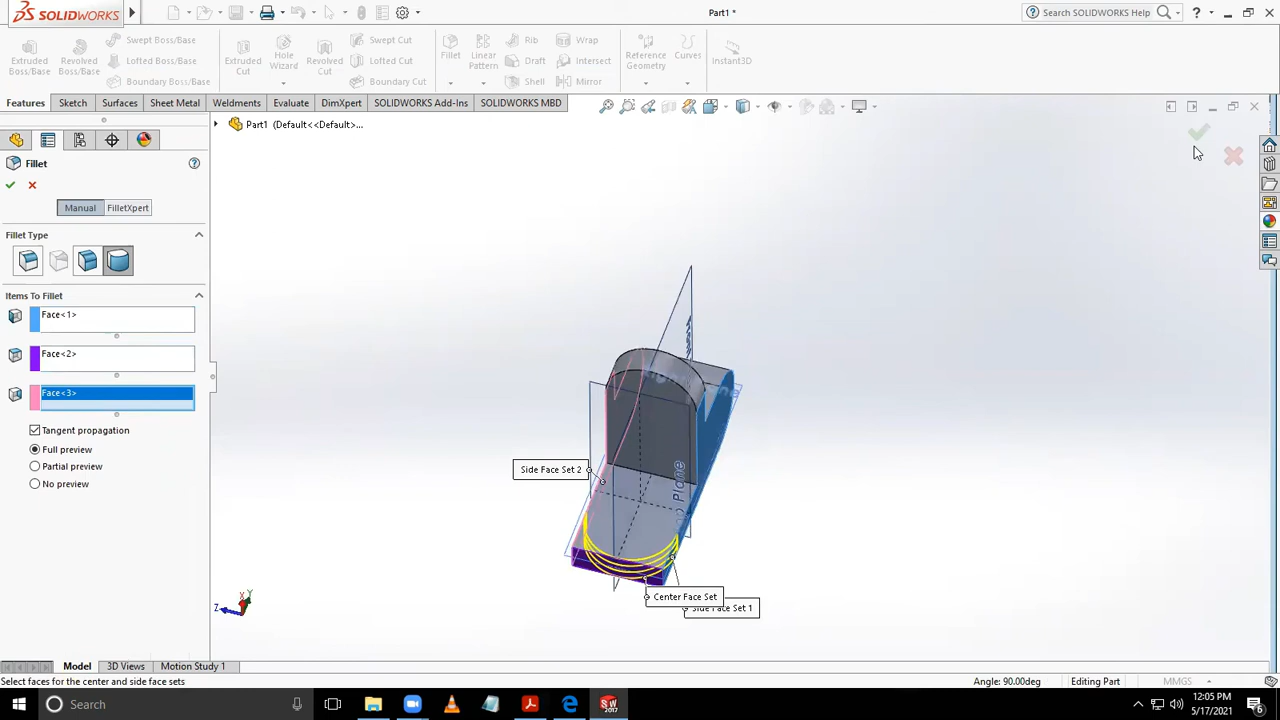 SOLIDWORKS
Part1 *
Search SOLIDWORKS Help
Extruded Boss/Base
Revolved Boss/Base
Swept Boss/Base
Lofted Boss/Base
Boundary Boss/Base
Extruded Cut
Hole Wizard
Revolved Cut
Swept Cut
Lofted Cut
Boundary Cut
Fillet
Linear Pattern
Rib
Draft
Shell
Wrap
Intersect
Mirror
Reference Geometry
Curves
Instant3D
Features Sketch Surfaces Sheet Metal Weldments Evaluate DimXpert SOLIDWORKS Add-Ins SOLIDWORKS MBD
Part1 (Default<<Default>...
Fillet
Manual FilletXpert
Fillet Type
Items To Fillet
Face<1>
Face<2>
Face<3>
Tangent propagation
Full preview
Partial preview
No preview
Side Face Set 2
Center Face Set
Side Face Set 1
Plane
X Y
Z
Model 3D Views Motion Study 1
Select faces for the center and side face sets
Angle: 90.00deg Editing Part MMGS
Search
SW
2017
12:05 PM
5/17/2021
6